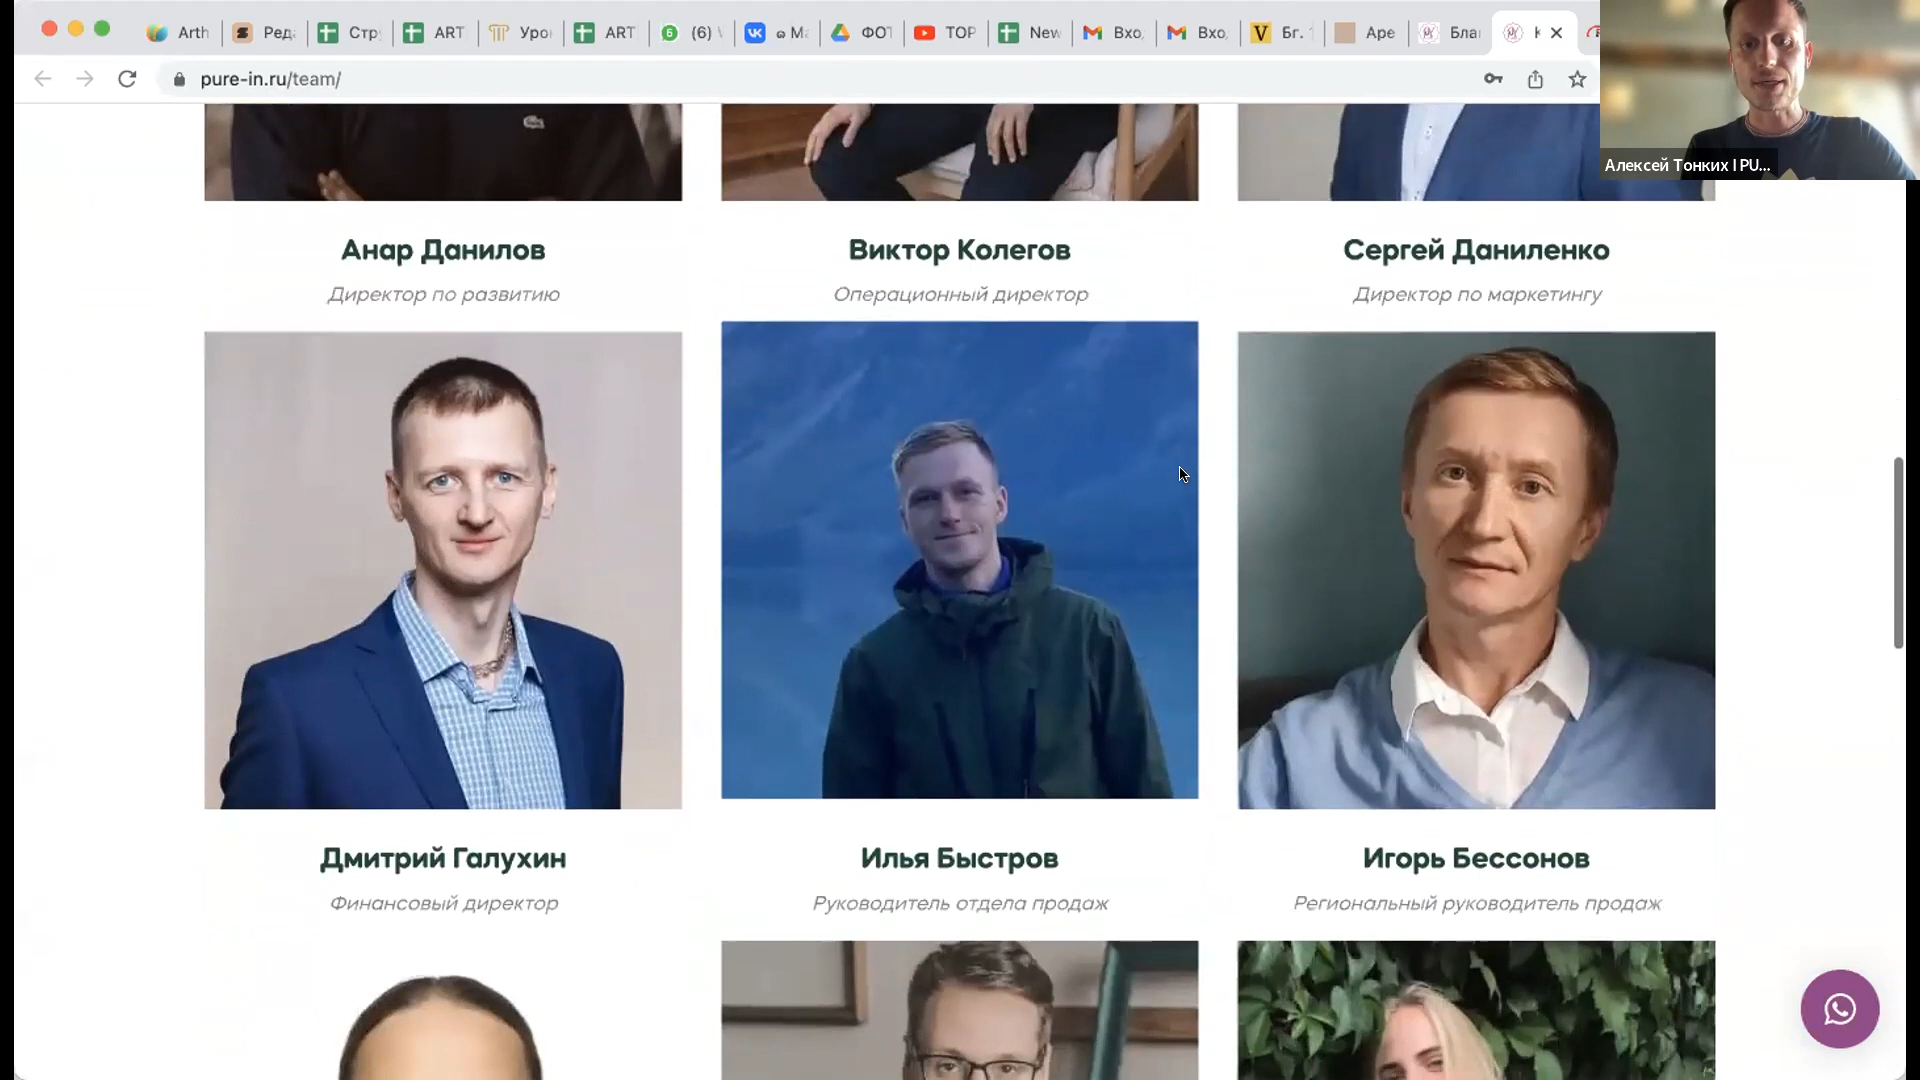 Arth
Ред
Стр
ART
Уро
ART
(6)
Ма
ФО
TOP
New
Вхо
Вхо
Бг.
Аре
Бла
pure-in.ru/team/
Алексей Тонких I PU...
Анар Данилов
Виктор Колегов
Сергей Даниленко
Директор по развитию
Операционный директор
Директор по маркетингу
Дмитрий Галухин
Илья Быстров
Игорь Бессонов
Финансовый директор
Руководитель отдела продаж
Региональный руководитель продаж